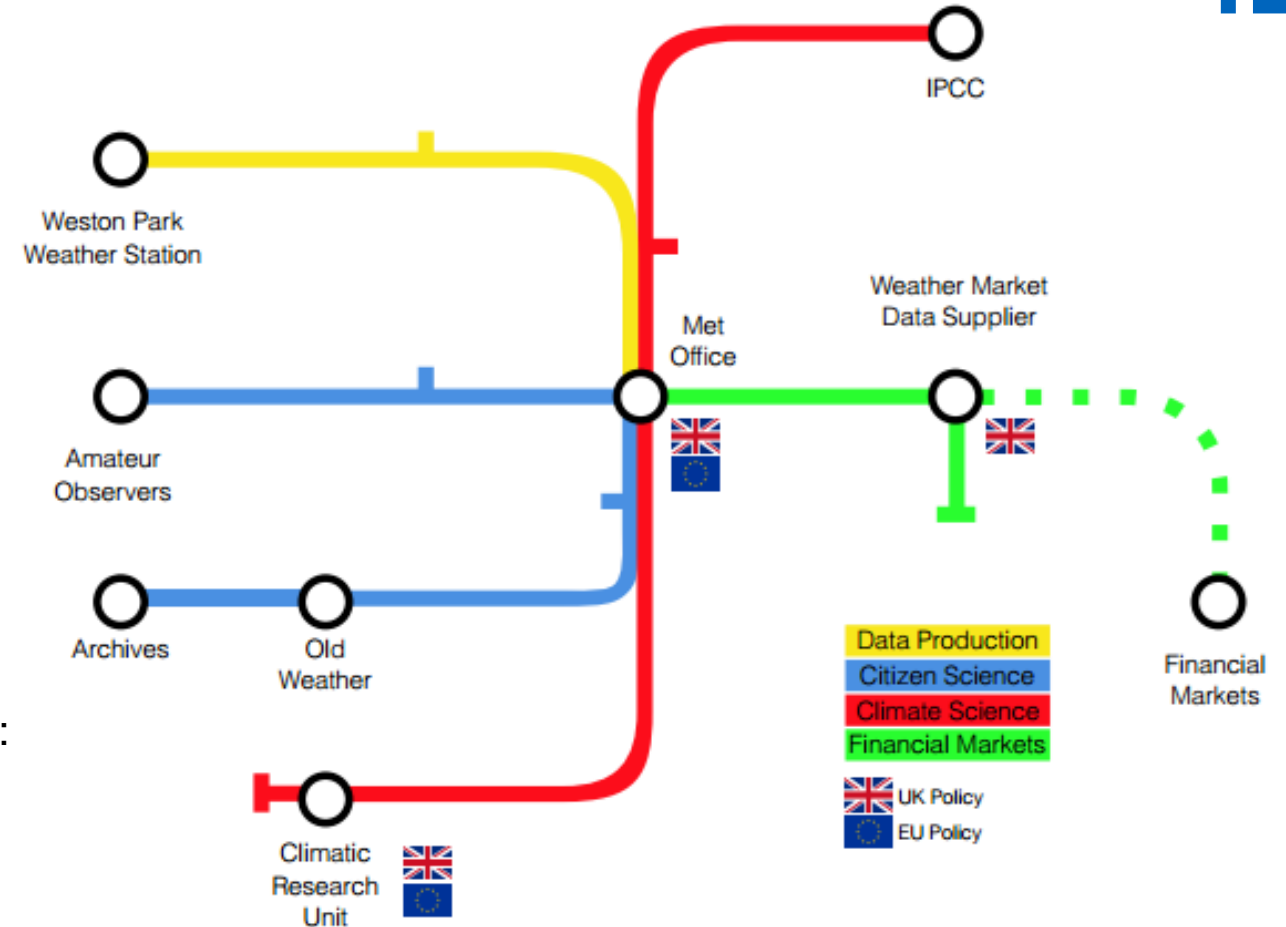 IPCC
Weston Park
Weather Station
Weather Market
Data Supplier
Met
Office
Amateur
Observers
Archives
Old
Weather
:
Data Production
Citizen Science
Climate Science
Financial Markets
UK Policy
EU Policy
Financial
Markets
Climatic
Research
Unit